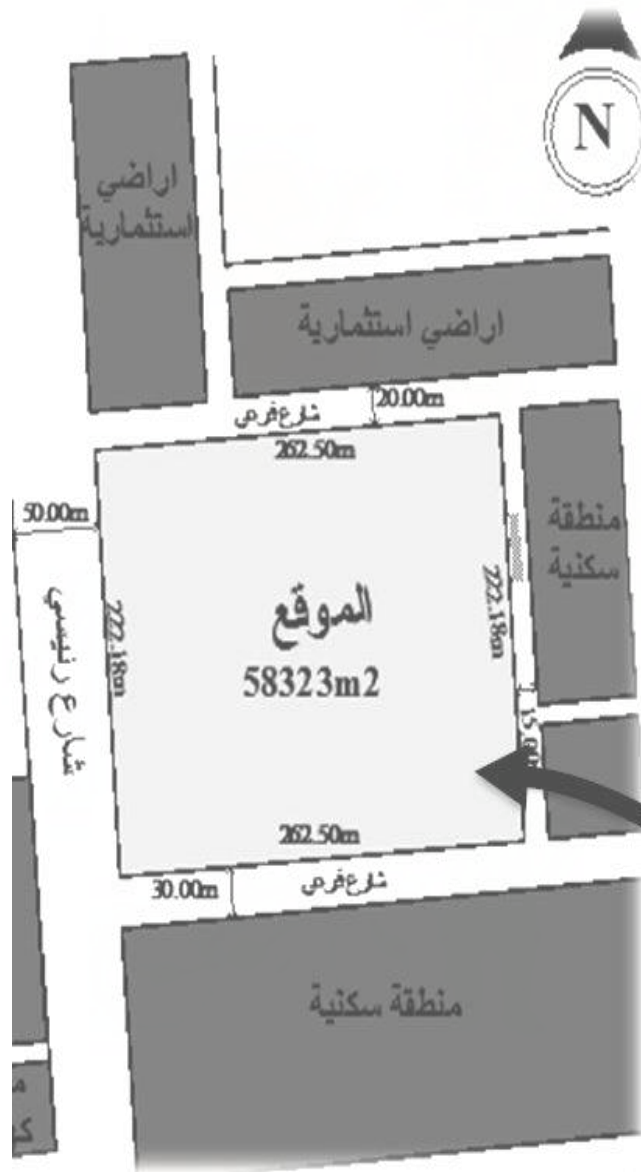 N
اراضي
استثمارية
اراضي استثمارية
20.00m
شارع فرعي
262.50m
50.00m
منطقة
سكنية
222.18m
222.18m
الموقع
58323m2
شارع رئيسي
262.50m
30.00m
شارع فرعي
منطقة سكنية